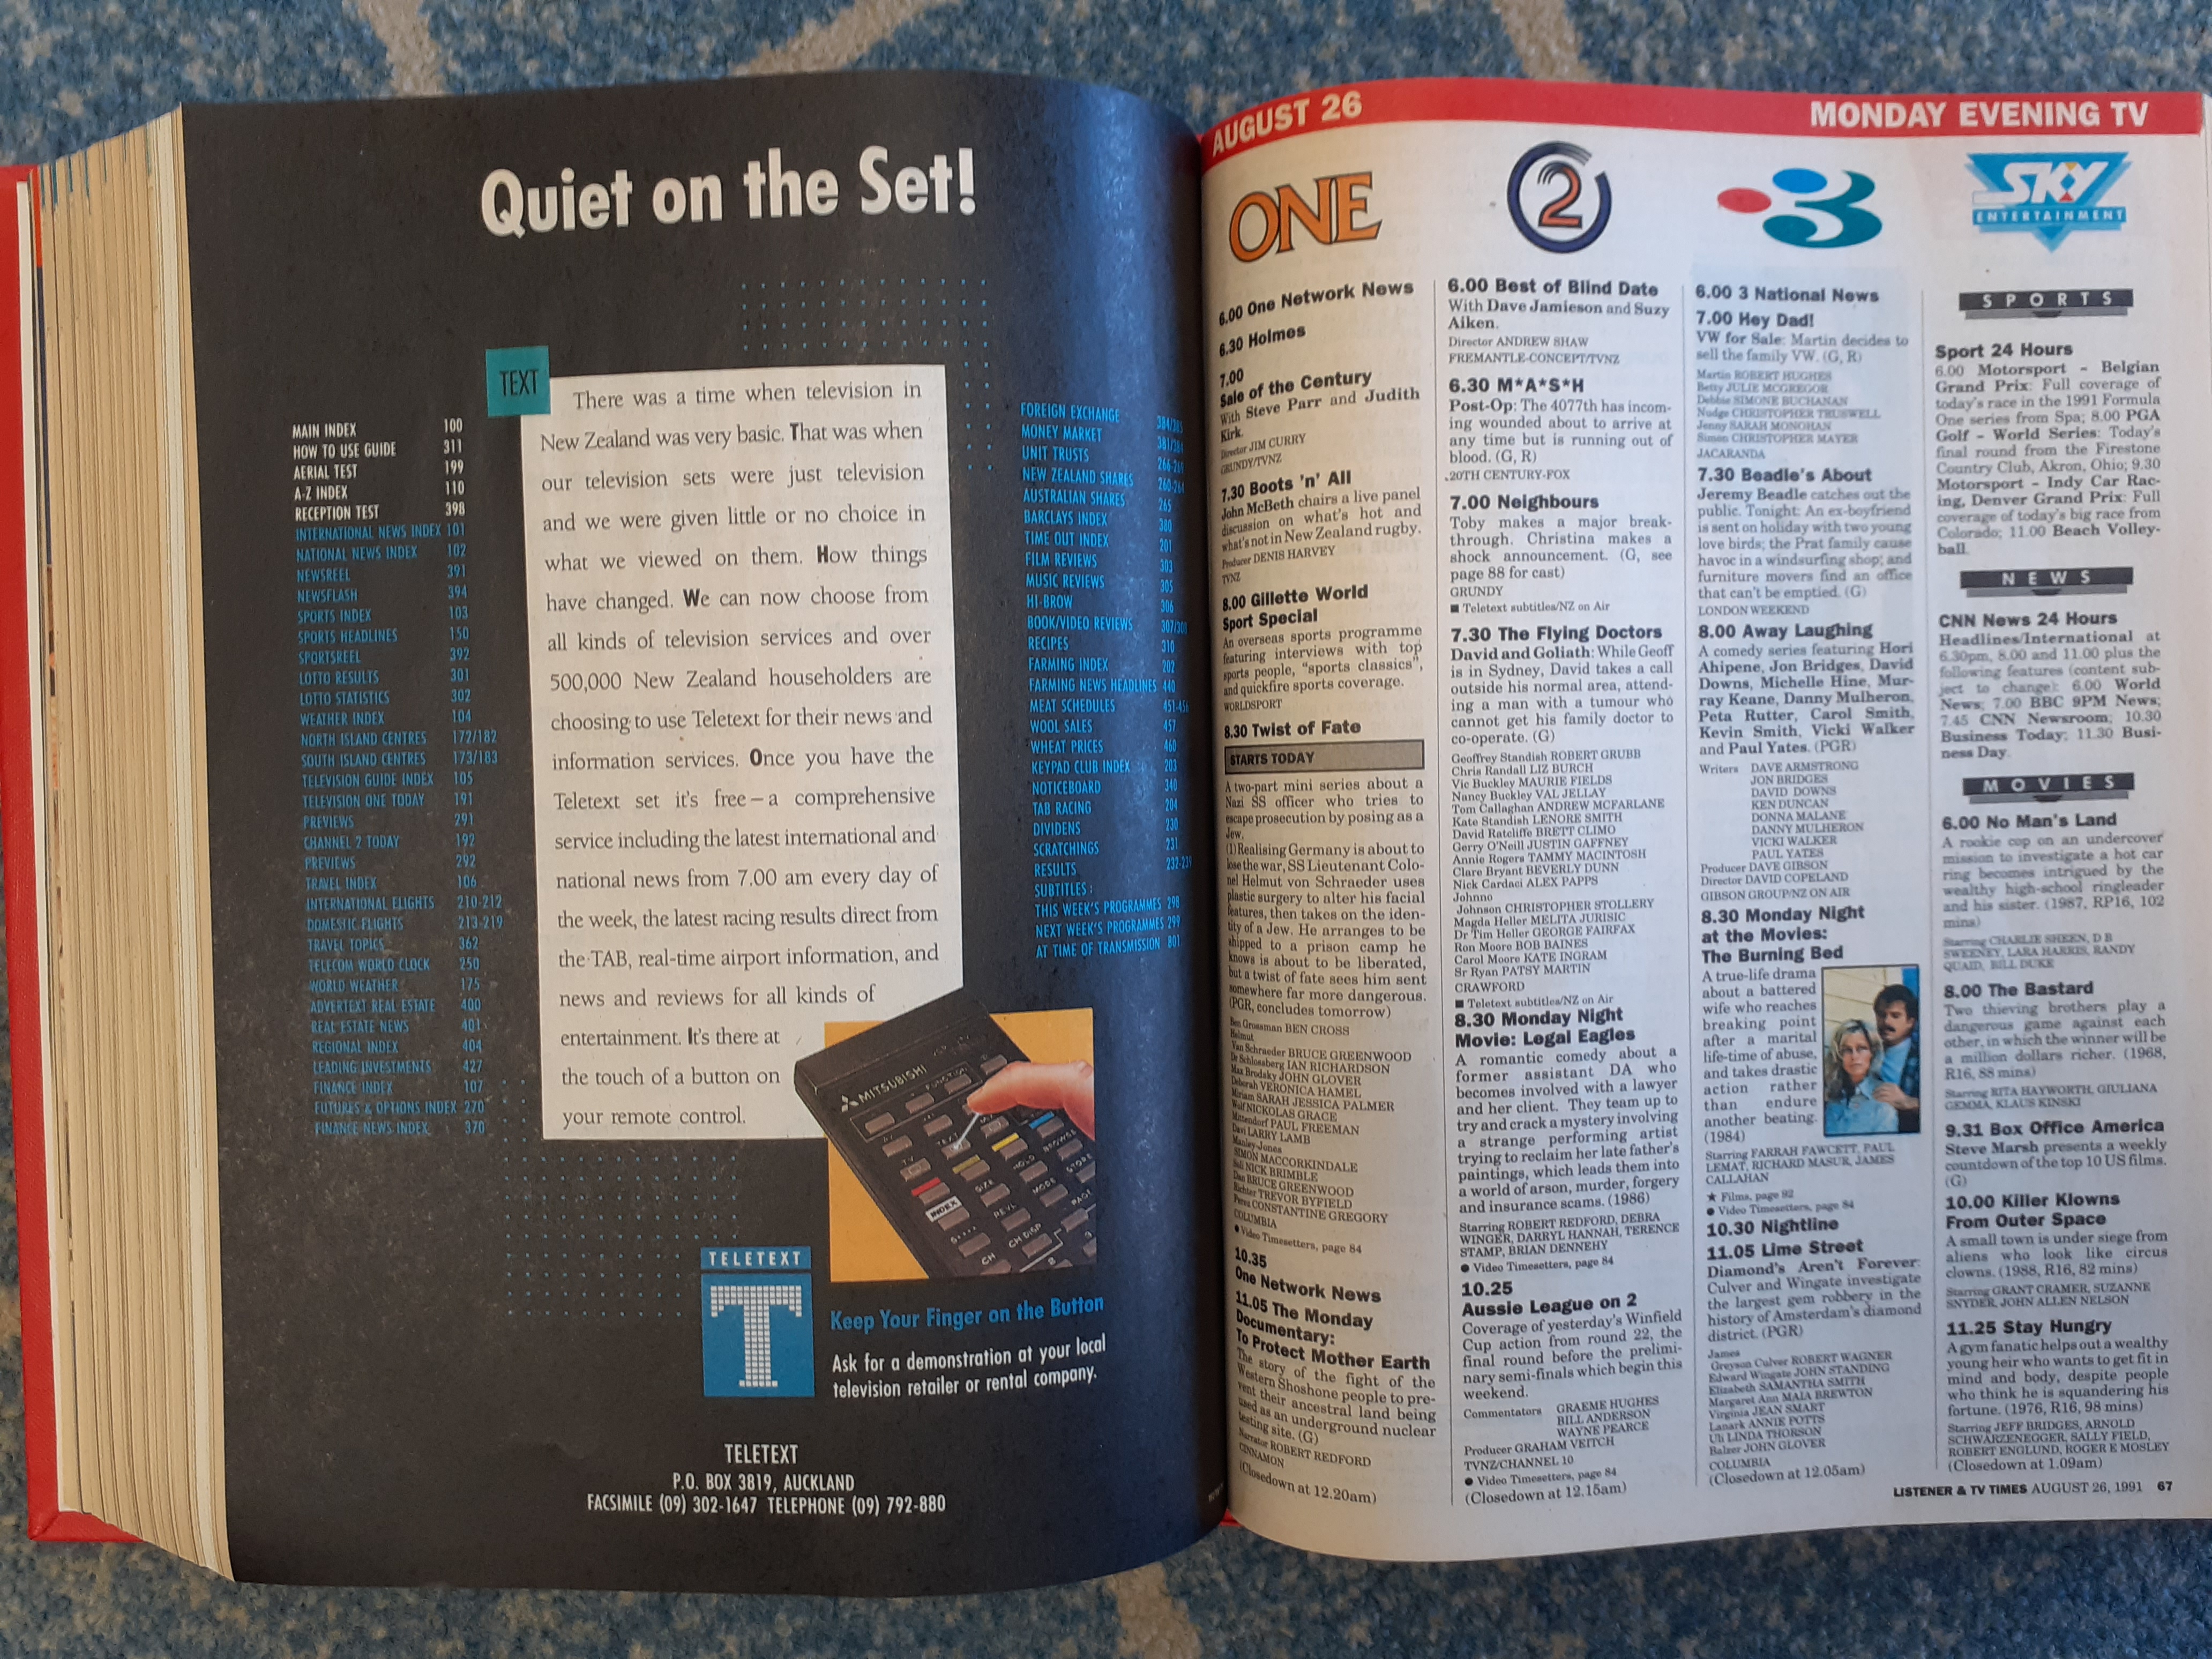 Quiet on the Set!
TEXT
MAIN INDEX 100
HOW TO USE GUIDE 311
AERIAL TEST 199
A-Z INDEX 110
RECEPTION TEST 398
INTERNATIONAL NEWS INDEX 101
NATIONAL NEWS INDEX 102
NEWSREEL 391
NEWSFLASH 394
SPORTS INDEX 103
SPORTS HEADLINES 150
SPORTSREEL 392
LOTTO RESULTS 301
LOTTO STATISTICS 302
WEATHER INDEX 104
NORTH ISLAND CENTRES 172/182
SOUTH ISLAND CENTRES 173/183
TELEVISION GUIDE INDEX 105
TELEVISION ONE TODAY 191
PREVIEWS 291
CHANNEL 2 TODAY 192
PREVIEWS 292
TRAVEL INDEX 106
INTERNATIONAL FLIGHTS 210-212
DOMESTIC FLIGHTS 213-219
TRAVEL TOPICS 362
TELECOM WORLD CLOCK 250
WORLD WEATHER 175
ADVERTEXT REAL ESTATE 400
REAL ESTATE NEWS 401
REGIONAL INDEX 404
LEADING INVESTMENTS 427
FINANCE INDEX 107
FUTURES & OPTIONS INDEX 270
FINANCE NEWS INDEX 370
There was a time when television in
New Zealand was very basic. That was when
our television sets were just television
and we were given little or no choice in
what we viewed on them. How things
have changed. We can now choose from
all kinds of television services and over
500,000 New Zealand householders are
choosing to use Teletext for their news and
information services. Once you have the
Teletext set it's free – a comprehensive
service including the latest international and
national news from 7.00 am every day of
the week, the latest racing results direct from
the TAB, real-time airport information, and
news and reviews for all kinds of
entertainment. It's there at
the touch of a button on
your remote control.
FOREIGN EXCHANGE 384/385
MONEY MARKET
UNIT TRUSTS
NEW ZEALAND SHARES
AUSTRALIAN SHARES 265
BARCLAYS INDEX 380
TIME OUT INDEX 201
FILM REVIEWS 303
MUSIC REVIEWS 305
HI-BROW 306
BOOK/VIDEO REVIEWS
RECIPES 310
FARMING INDEX 202
FARMING NEWS HEADLINES 440
MEAT SCHEDULES 451-456
WOOL SALES 457
WHEAT PRICES 460
KEYPAD CLUB INDEX 203
NOTICEBOARD 340
TAB RACING 204
DIVIDENS 230
SCRATCHINGS 231
RESULTS
SUBTITLES:
THIS WEEK'S PROGRAMMES 298
NEXT WEEK'S PROGRAMMES 299
AT TIME OF TRANSMISSION 801
MITSUBISHI
FUNCTION
TV
TEXT
HOLD
BROWSE
SIZE
STORE
INDEX
REVL
MODE
PAGE
CH
CH DISP
TELETEXT
T
Keep Your Finger on the Button
Ask for a demonstration at your local
television retailer or rental company.
TELETEXT
P.O. BOX 3819, AUCKLAND
FACSIMILE (09) 302-1647 TELEPHONE (09) 792-880
AUGUST 26
MONDAY EVENING TV
ONE
6.00 One Network News
6.30 Holmes
7.00
Sale of the Century
With Steve Parr and Judith
Kirk.
Director JIM CURRY
GRUNDY/TVNZ
7.30 Boots 'n' All
John McBeth chairs a live panel
discussion on what's hot and
what's not in New Zealand rugby.
Producer DENIS HARVEY
TVNZ
8.00 Gillette World
Sport Special
An overseas sports programme
featuring interviews with top
sports people, "sports classics",
and quickfire sports coverage.
WORLDSPORT
8.30 Twist of Fate
STARTS TODAY
A two-part mini series about a
Nazi SS officer who tries to
escape prosecution by posing as a
Jew.
(1) Realising Germany is about to
lose the war, SS Lieutenant Colo-
nel Helmut von Schraeder uses
plastic surgery to alter his facial
features, then takes on the iden-
tity of a Jew. He arranges to be
shipped to a prison camp he
knows is about to be liberated,
but a twist of fate sees him sent
somewhere far more dangerous.
(PGR, concludes tomorrow)
Ben Grossman BEN CROSS
Helmut
Van Schraeder BRUCE GREENWOOD
Dr Schlossberg IAN RICHARDSON
Max Brodsky JOHN GLOVER
Deborah VERONICA HAMEL
Miriam SARAH JESSICA PALMER
Wolf NICKOLAS GRACE
Mittendorf PAUL FREEMAN
Davi LARRY LAMB
Manley-Jones
SIMON MACCORKINDALE
NICK BRIMBLE
Dan BRUCE GREENWOOD
Richter TREVOR BYFIELD
Perez CONSTANTINE GREGORY
COLUMBIA
● Video Timesetters, page 84
10.35
One Network News
11.05 The Monday
Documentary:
To Protect Mother Earth
The story of the fight of the
Western Shoshone people to pre-
vent their ancestral land being
used as an underground nuclear
testing site. (G)
Narrator ROBERT REDFORD
CINNAMON
(Closedown at 12.20am)
2
6.00 Best of Blind Date
With Dave Jamieson and Suzy
Aiken.
Director ANDREW SHAW
FREMANTLE-CONCEPT/TVNZ
6.30 M*A*S*H
Post-Op: The 4077th has incom-
ing wounded about to arrive at
any time but is running out of
blood. (G, R)
20TH CENTURY-FOX
7.00 Neighbours
Toby makes a major break-
through. Christina makes a
shock announcement. (G, see
page 88 for cast)
GRUNDY
■ Teletext subtitles/NZ on Air
7.30 The Flying Doctors
David and Goliath: While Geoff
is in Sydney, David takes a call
outside his normal area, attend-
ing a man with a tumour who
cannot get his family doctor to
co-operate. (G)
Geoffrey Standish ROBERT GRUBB
Chris Randall LIZ BURCH
Vic Buckley MAURIE FIELDS
Nancy Buckley VAL JELLAY
Tom Callaghan ANDREW MCFARLANE
Kate Standish LENORE SMITH
David Ratcliffe BRETT CLIMO
Gerry O'Neill JUSTIN GAFFNEY
Annie Rogers TAMMY MACINTOSH
Clare Bryant BEVERLY DUNN
Nick Cardaci ALEX PAPPS
Johnno
Johnson CHRISTOPHER STOLLERY
Magda Heller MELITA JURISIC
Dr Tim Heller GEORGE FAIRFAX
Ron Moore BOB BAINES
Carol Moore KATE INGRAM
Sr Ryan PATSY MARTIN
CRAWFORD
■ Teletext subtitles/NZ on Air
8.30 Monday Night
Movie: Legal Eagles
A romantic comedy about a
former assistant DA who
becomes involved with a lawyer
and her client. They team up to
try and crack a mystery involving
a strange performing artist
trying to reclaim her late father's
paintings, which leads them into
a world of arson, murder, forgery
and insurance scams. (1986)
Starring ROBERT REDFORD, DEBRA
WINGER, DARRYL HANNAH, TERENCE
STAMP, BRIAN DENNEHY
● Video Timesetters, page 84
10.25
Aussie League on 2
Coverage of yesterday's Winfield
Cup action from round 22, the
final round before the prelimi-
nary semi-finals which begin this
weekend.
Commentators GRAEME HUGHES
BILL ANDERSON
WAYNE PEARCE
Producer GRAHAM VEITCH
TVNZ/CHANNEL 10
● Video Timesetters, page 84
(Closedown at 12.15am)
3
6.00 3 National News
7.00 Hey Dad!
VW for Sale: Martin decides to
sell the family VW. (G, R)
Martin ROBERT HUGHES
Betty JULIE MCGREGOR
Debbie SIMONE BUCHANAN
Nudge CHRISTOPHER TRUSWELL
Jenny SARAH MONOHAN
Simon CHRISTOPHER MAYER
JACARANDA
7.30 Beadle's About
Jeremy Beadle catches out the
public. Tonight: An ex-boyfriend
is sent on holiday with two young
love birds; the Prat family cause
havoc in a windsurfing shop; and
furniture movers find an office
that can't be emptied. (G)
LONDON WEEKEND
8.00 Away Laughing
A comedy series featuring Hori
Ahipene, Jon Bridges, David
Downs, Michelle Hine, Mur-
ray Keane, Danny Mulheron,
Peta Rutter, Carol Smith,
Kevin Smith, Vicki Walker
and Paul Yates. (PGR)
Writers DAVE ARMSTRONG
JON BRIDGES
DAVID DOWNS
KEN DUNCAN
DONNA MALANE
DANNY MULHERON
VICKI WALKER
PAUL YATES
Producer DAVE GIBSON
Director DAVID COPELAND
GIBSON GROUP/NZ ON AIR
8.30 Monday Night
at the Movies:
The Burning Bed
A true-life drama
about a battered
wife who reaches
breaking point
after a marital
life-time of abuse,
and takes drastic
action rather
than endure
another beating.
(1984)
Starring FARRAH FAWCETT, PAUL
LEMAT, RICHARD MASUR, JAMES
CALLAHAN
★ Films, page 92
● Video Timesetters, page 84
10.30 Nightline
11.05 Lime Street
Diamond's Aren't Forever:
Culver and Wingate investigate
the largest gem robbery in the
history of Amsterdam's diamond
district. (PGR)
James
Greyson Culver ROBERT WAGNER
Edward Wingate JOHN STANDING
Elizabeth SAMANTHA SMITH
Margaret Ann MAIA BREWTON
Virginia JEAN SMART
Lanark ANNIE POTTS
Uli LINDA THORSON
Balzer JOHN GLOVER
COLUMBIA
(Closedown at 12.05am)
SKY
ENTERTAINMENT
SPORTS
Sport 24 Hours
6.00 Motorsport – Belgian
Grand Prix: Full coverage of
today's race in the 1991 Formula
One series from Spa; 8.00 PGA
Golf – World Series: Today's
final round from the Firestone
Country Club, Akron, Ohio; 9.30
Motorsport – Indy Car Rac-
ing, Denver Grand Prix: Full
coverage of today's big race from
Colorado; 11.00 Beach Volley-
ball.
NEWS
CNN News 24 Hours
Headlines/International at
6.30pm, 8.00 and 11.00 plus the
following features (content sub-
ject to change): 6.00 World
News; 7.00 BBC 9PM News;
7.45 CNN Newsroom; 10.30
Business Today; 11.30 Busi-
ness Day.
MOVIES
6.00 No Man's Land
A rookie cop on an undercover
mission to investigate a hot car
ring becomes intrigued by the
wealthy high-school ringleader
and his sister. (1987, RP16, 102
mins)
Starring CHARLIE SHEEN, D B
SWEENEY, LARA HARRIS, RANDY
QUAID, BILL DUKE
8.00 The Bastard
Two thieving brothers play a
dangerous game against each
other, in which the winner will be
a million dollars richer. (1968,
R16, 88 mins)
Starring RITA HAYWORTH, GIULIANA
GEMMA, KLAUS KINSKI
9.31 Box Office America
Steve Marsh presents a weekly
countdown of the top 10 US films.
(G)
10.00 Killer Klowns
From Outer Space
A small town is under siege from
aliens who look like circus
clowns. (1988, R16, 82 mins)
Starring GRANT CRAMER, SUZANNE
SNYDER, JOHN ALLEN NELSON
11.25 Stay Hungry
A gym fanatic helps out a wealthy
young heir who wants to get fit in
mind and body, despite people
who think he is squandering his
fortune. (1976, R16, 98 mins)
Starring JEFF BRIDGES, ARNOLD
SCHWARZENEGGER, SALLY FIELD,
ROBERT ENGLUND, ROGER E MOSLEY
(Closedown at 1.09am)
LISTENER & TV TIMES AUGUST 26, 1991 67